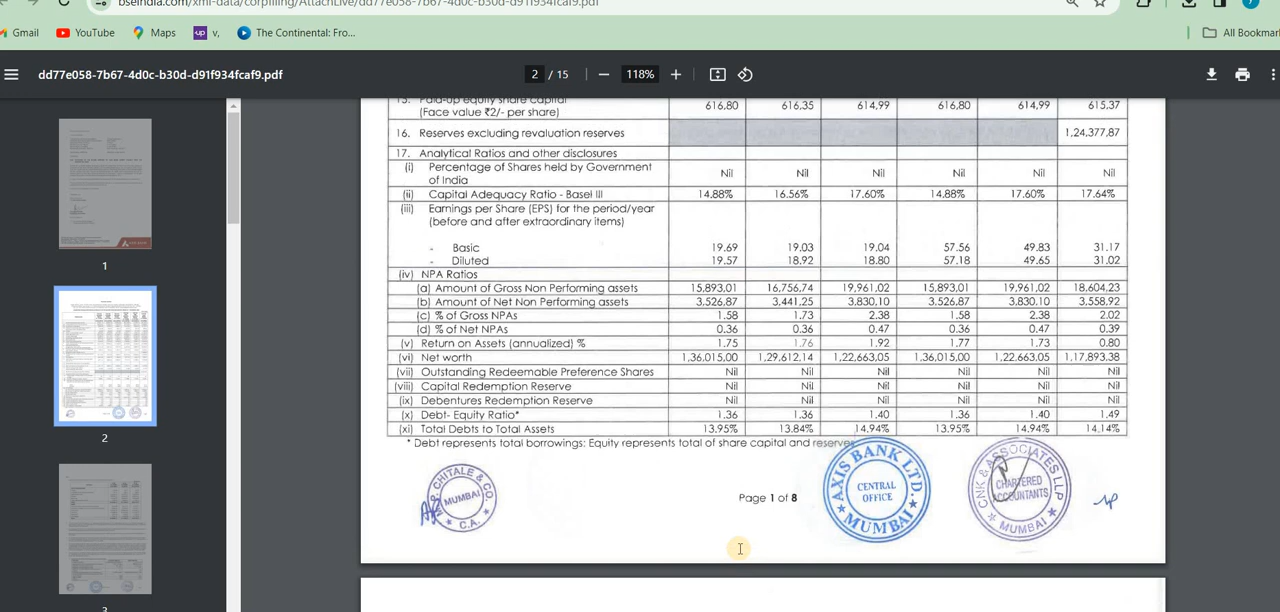 bseindia.com/xml-data/corpfiling/AttachLive/dd77e058-7b67-4d0c-b30d-d91f934fcaf9.pdf
Gmail YouTube Maps up v, The Continental: Fro... All Bookmar
dd77e058-7b67-4d0c-b30d-d91f934fcaf9.pdf 2 / 15 118%
15. Paid-up equity share capital
(Face value ₹2/- per share) 616,80 616,35 614,99 616,80 614,99 615,37
16. Reserves excluding revaluation reserves 1,24,377,87
17. Analytical Ratios and other disclosures
(i) Percentage of Shares held by Government
of India Nil Nil Nil Nil Nil Nil
(ii) Capital Adequacy Ratio - Basel III 14.88% 16.56% 17.60% 14.88% 17.60% 17.64%
(iii) Earnings per Share (EPS) for the period/year
(before and after extraordinary items)
- Basic 19.69 19.03 19.04 57.56 49.83 31.17
- Diluted 19.57 18.92 18.80 57.18 49.65 31.02
(iv) NPA Ratios
(a) Amount of Gross Non Performing assets 15,893,01 16,756,74 19,961,02 15,893,01 19,961,02 18,604,23
(b) Amount of Net Non Performing assets 3,526,87 3,441,25 3,830,10 3,526,87 3,830,10 3,558,92
(c) % of Gross NPAs 1.58 1.73 2.38 1.58 2.38 2.02
(d) % of Net NPAs 0.36 0.36 0.47 0.36 0.47 0.39
(v) Return on Assets (annualized) % 1.75 1.76 1.92 1.77 1.73 0.80
(vi) Net worth 1,36,015,00 1,29,612,14 1,22,663,05 1,36,015,00 1,22,663,05 1,17,893,38
(vii) Outstanding Redeemable Preference Shares Nil Nil Nil Nil Nil Nil
(viii) Capital Redemption Reserve Nil Nil Nil Nil Nil Nil
(ix) Debentures Redemption Reserve Nil Nil Nil Nil Nil Nil
(x) Debt- Equity Ratio* 1.36 1.36 1.40 1.36 1.40 1.49
(xi) Total Debts to Total Assets 13.95% 13.84% 14.94% 13.95% 14.94% 14.14%
* Debt represents total borrowings; Equity represents total of share capital and reserves
CHITALE & CO. MUMBAI C.A.
Page 1 of 8
AXIS BANK LTD. CENTRAL OFFICE MUMBAI
CNK & ASSOCIATES LLP CHARTERED ACCOUNTANTS MUMBAI
1
2
3